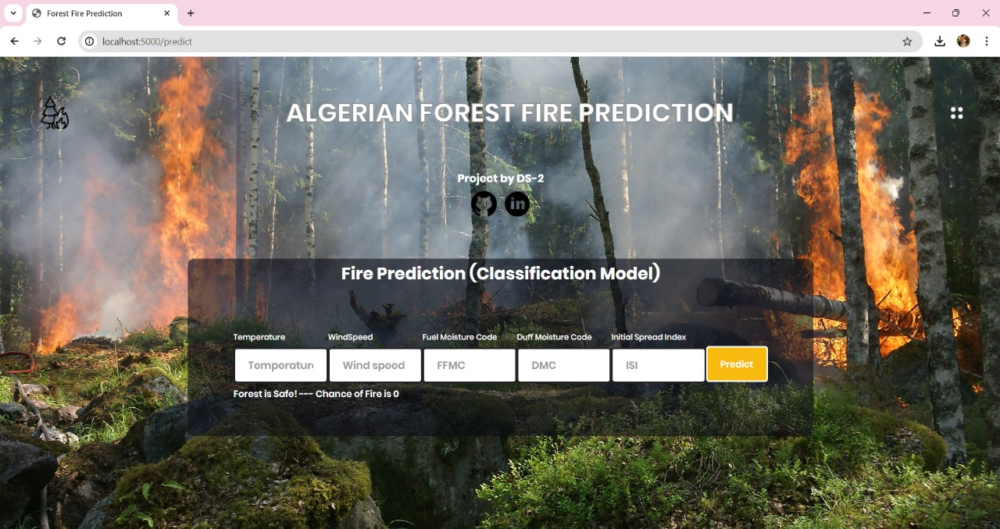 Forest Fire Prediction
localhost:5000/predict
ALGERIAN FOREST FIRE PREDICTION
Project by DS-2
in
Fire Prediction (Classification Model)
Temperature WindSpeed Fuel Moisture Code Duff Moisture Code Initial Spread Index
Temperature Wind speed FFMC DMC ISI Predict
Forest is Safe! --- Chance of Fire is 0